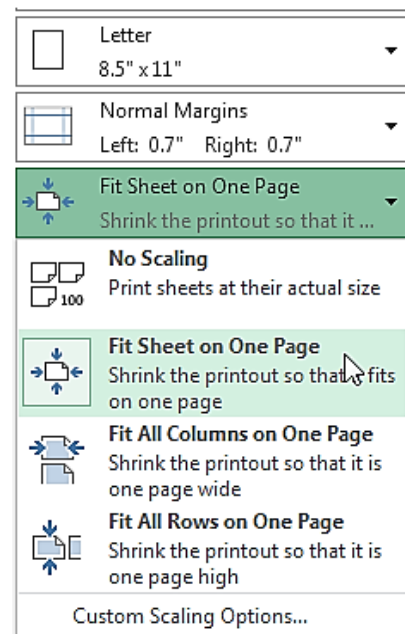 Letter
8.5" x 11"
Normal Margins
Left: 0.7" Right: 0.7"
Fit Sheet on One Page
Shrink the printout so that it ...
No Scaling
Print sheets at their actual size
100
Fit Sheet on One Page
Shrink the printout so that it fits
on one page
Fit All Columns on One Page
Shrink the printout so that it is
one page wide
Fit All Rows on One Page
Shrink the printout so that it is
one page high
Custom Scaling Options...